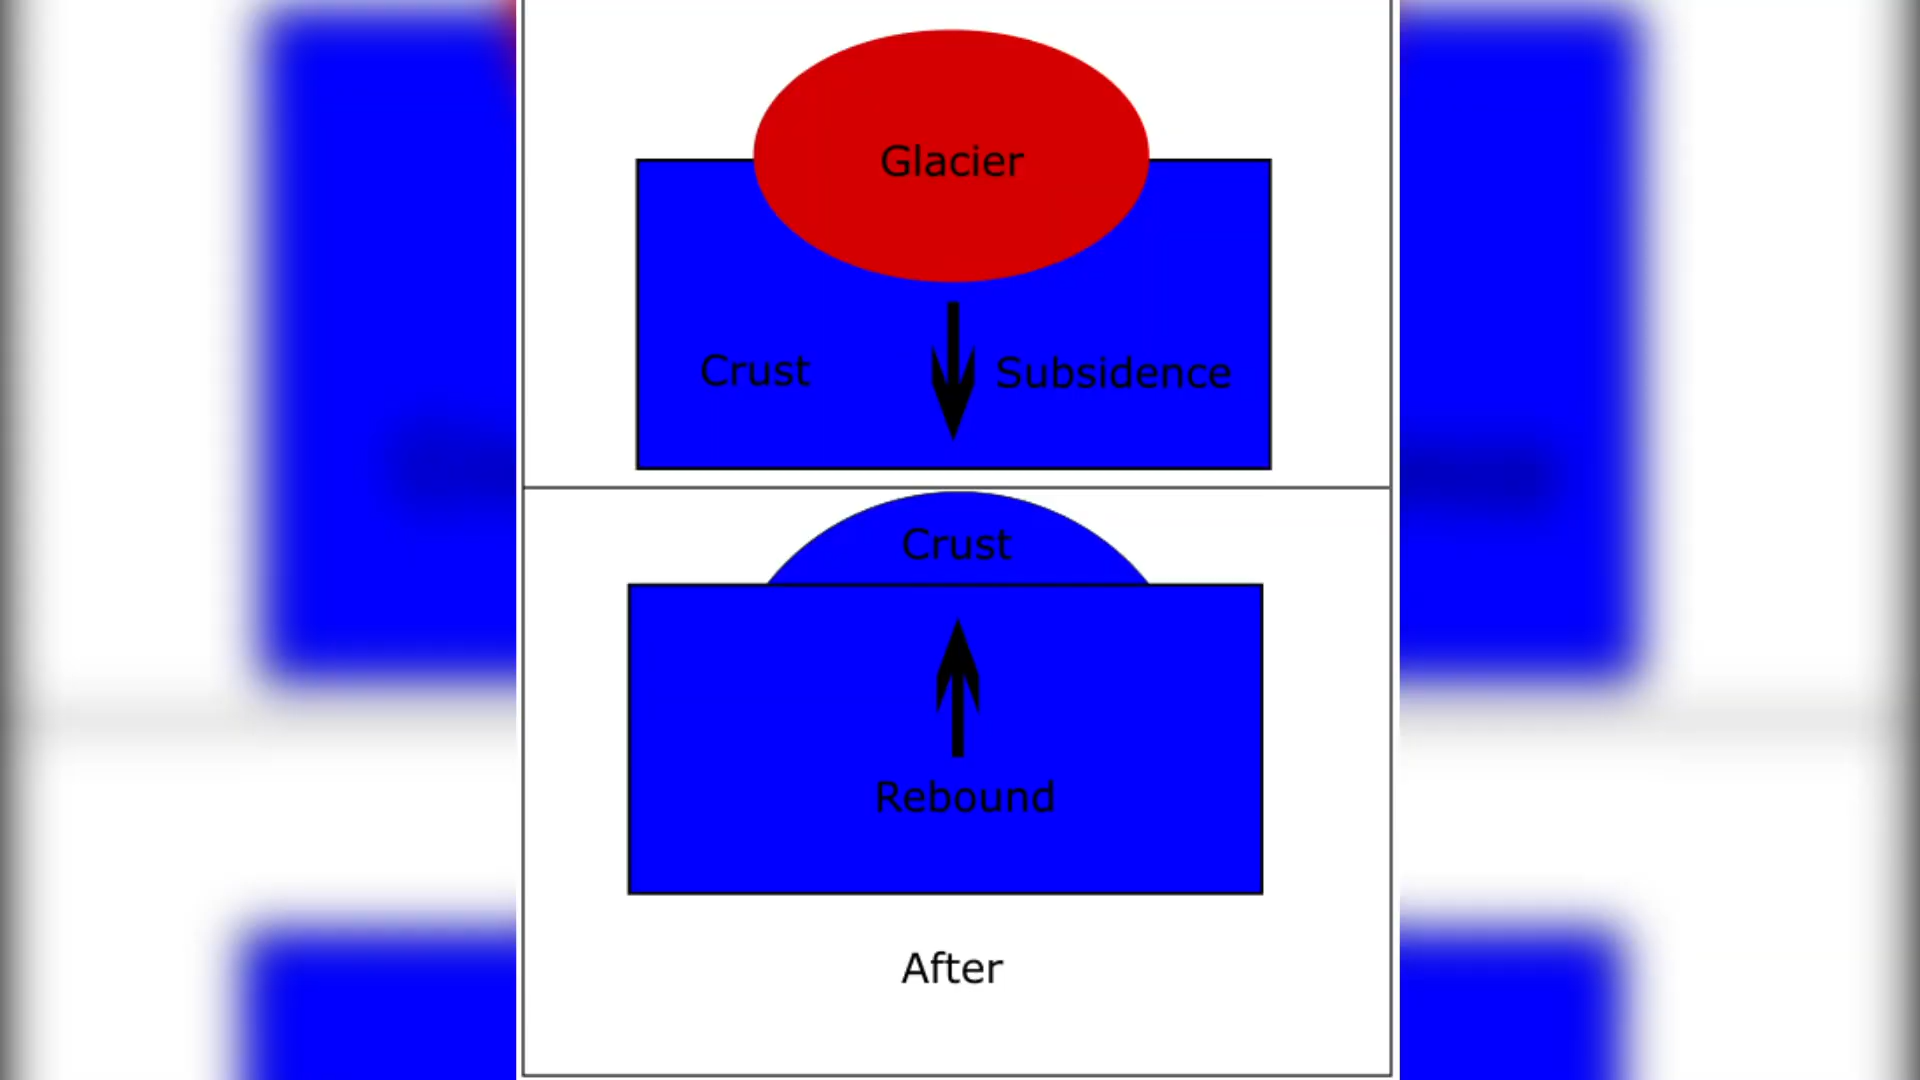 Glacier
Crust
Subsidence
Crust
Rebound
After